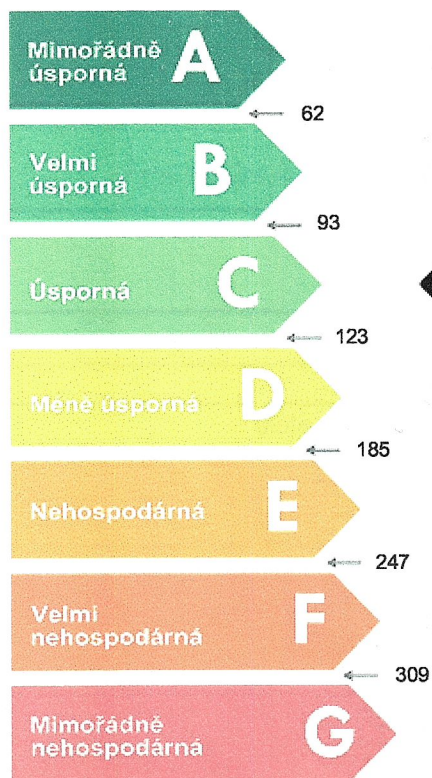 Mimořádně
úsporná
A
62
Velmi
úsporná
B
93
Úsporná
C
123
Méně úsporná
D
185
Nehospodárná
E
247
Velmi
nehospodárná
F
309
Mimořádně
nehospodárná
G